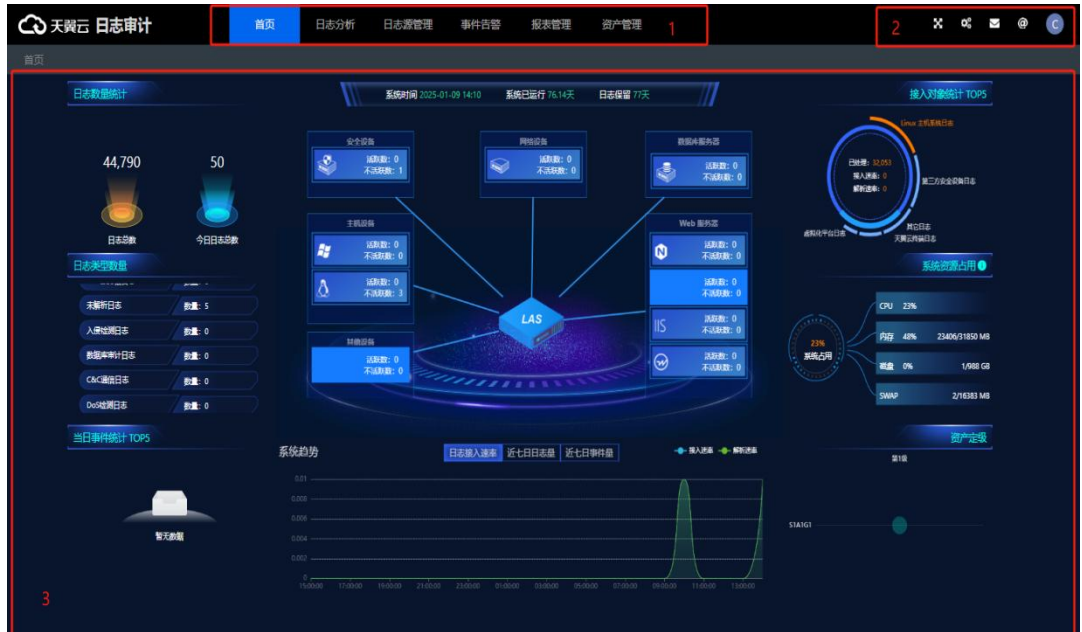 天翼云 日志审计
首页 日志分析 日志源管理 事件告警 报表管理 资产管理
1
2
C
首页
日志数量统计
系统时间 2025-01-09 14:10 系统已运行 76.14天 日志保留 77天
接入对象统计 TOP5
44,790
日志总数
50
今日日志总数
安全设备
活跃数: 0
不活跃数: 1
网络设备
活跃数: 0
不活跃数: 0
数据库服务器
活跃数: 0
不活跃数: 0
Linux 主机系统日志
已处理: 32,053
接入速率: 0
解析速率: 0
第三方安全设备日志
其它日志
天翼云终端日志
虚拟化平台日志
日志类型数量
未解析日志 数量: 5
入侵检测日志 数量: 0
数据库审计日志 数量: 0
C&C通信日志 数量: 0
DoS检测日志 数量: 0
主机设备
活跃数: 0
不活跃数: 0
活跃数: 0
不活跃数: 3
其他设备
活跃数: 0
不活跃数: 0
LAS
Web 服务器
活跃数: 0
不活跃数: 0
活跃数: 0
不活跃数: 0
IIS
活跃数: 0
不活跃数: 0
活跃数: 0
不活跃数: 0
系统资源占用
23%
系统占用
CPU 23%
内存 48% 23406/31850 MB
磁盘 0% 1/988 GB
SWAP 2/16383 MB
当日事件统计 TOP5
暂无数据
系统趋势
日志接入速率 近七日日志量 近七日事件量
接入速率 解析速率
0.01
0.008
0.006
0.004
0.002
0
15:00:00 17:00:00 19:00:00 21:00:00 23:00:00 01:00:00 03:00:00 05:00:00 07:00:00 09:00:00 11:00:00 13:00:00
资产定级
第1级
S1A1G1
3